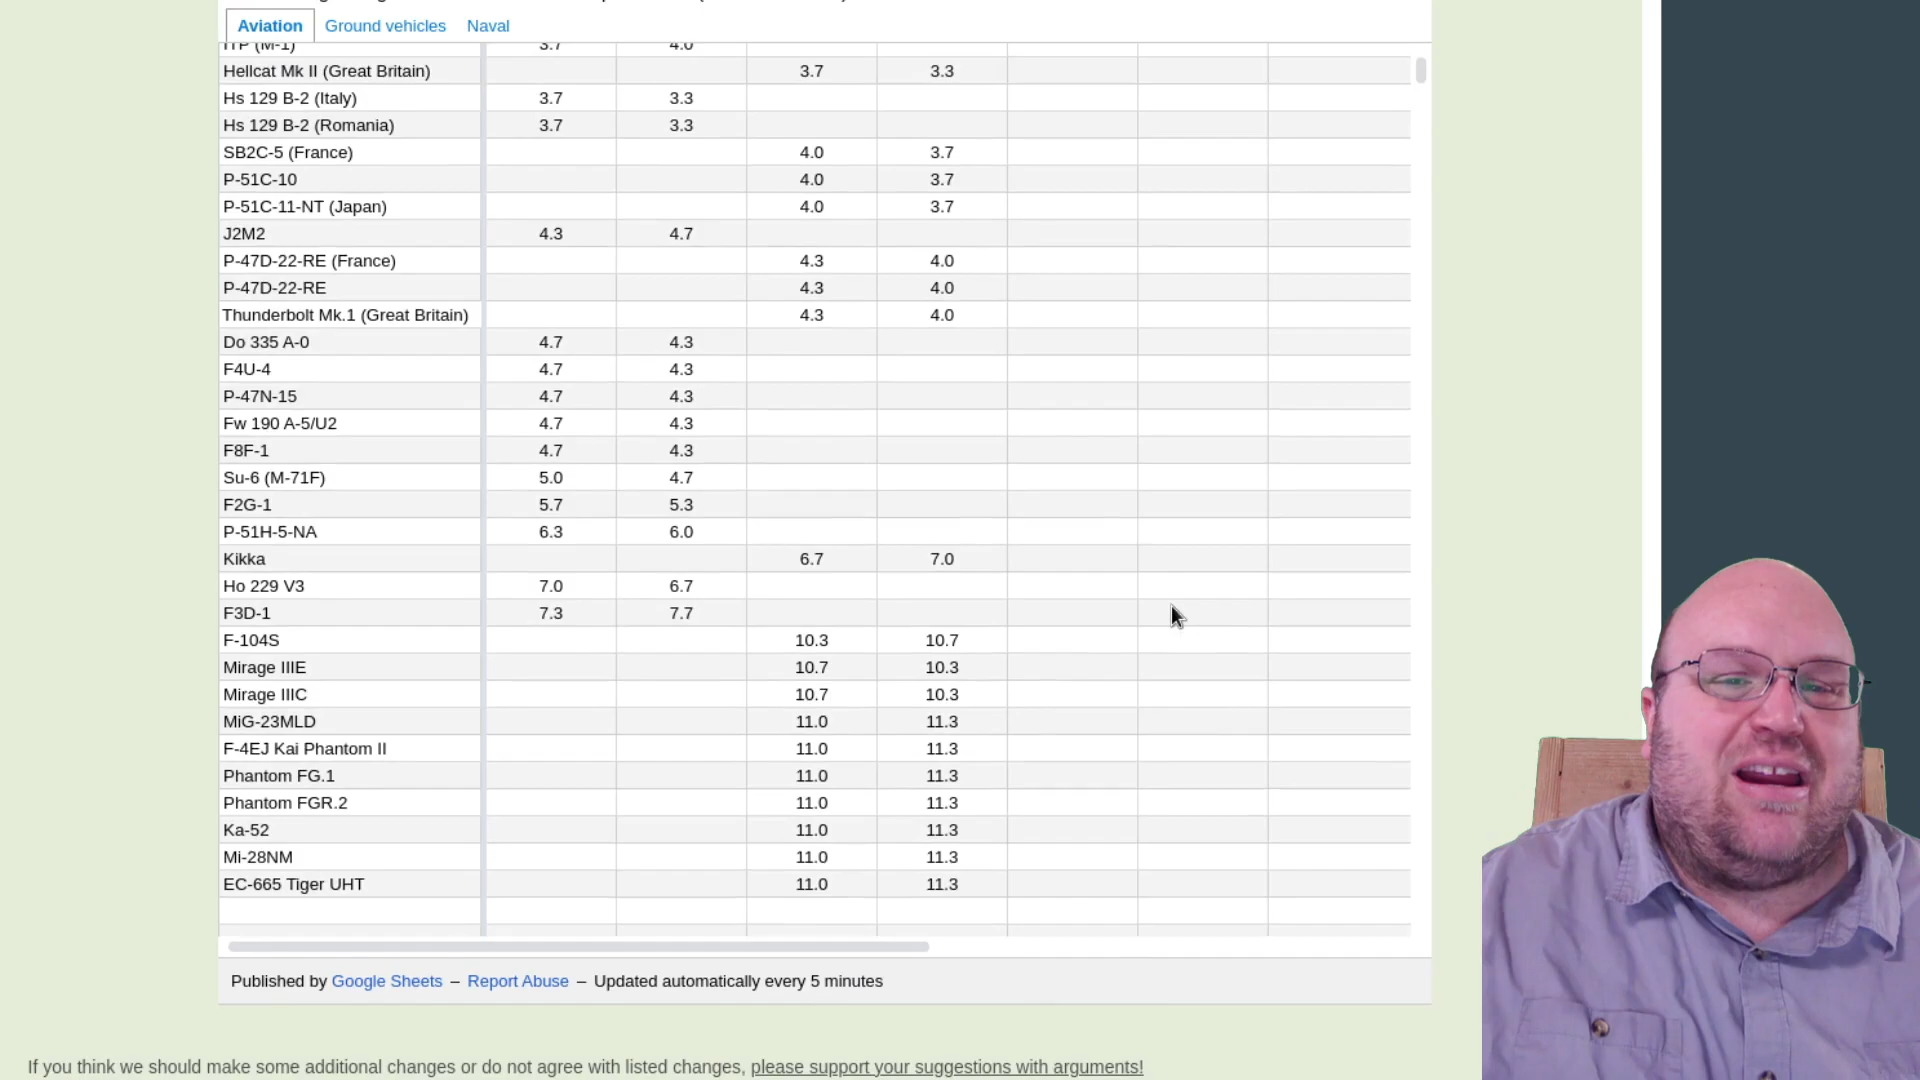 Aviation Ground vehicles Naval
ITP (M-1) 3.7 4.0
Hellcat Mk II (Great Britain) 3.7 3.3
Hs 129 B-2 (Italy) 3.7 3.3
Hs 129 B-2 (Romania) 3.7 3.3
SB2C-5 (France) 4.0 3.7
P-51C-10 4.0 3.7
P-51C-11-NT (Japan) 4.0 3.7
J2M2 4.3 4.7
P-47D-22-RE (France) 4.3 4.0
P-47D-22-RE 4.3 4.0
Thunderbolt Mk.1 (Great Britain) 4.3 4.0
Do 335 A-0 4.7 4.3
F4U-4 4.7 4.3
P-47N-15 4.7 4.3
Fw 190 A-5/U2 4.7 4.3
F8F-1 4.7 4.3
Su-6 (M-71F) 5.0 4.7
F2G-1 5.7 5.3
P-51H-5-NA 6.3 6.0
Kikka 6.7 7.0
Ho 229 V3 7.0 6.7
F3D-1 7.3 7.7
F-104S 10.3 10.7
Mirage IIIE 10.7 10.3
Mirage IIIC 10.7 10.3
MiG-23MLD 11.0 11.3
F-4EJ Kai Phantom II 11.0 11.3
Phantom FG.1 11.0 11.3
Phantom FGR.2 11.0 11.3
Ka-52 11.0 11.3
Mi-28NM 11.0 11.3
EC-665 Tiger UHT 11.0 11.3
Published by Google Sheets – Report Abuse – Updated automatically every 5 minutes
If you think we should make some additional changes or do not agree with listed changes, please support your suggestions with arguments!